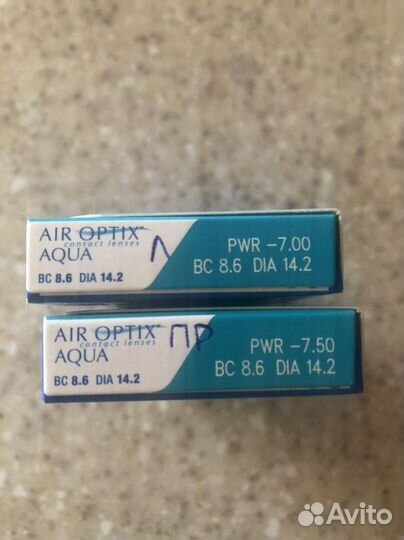 AIR OPTIX™
contact lenses
AQUA Л
BC 8.6 DIA 14.2
PWR –7.00
BC 8.6 DIA 14.2
AIR OPTIX™
contact lenses
AQUA ПР
BC 8.6 DIA 14.2
PWR –7.50
BC 8.6 DIA 14.2
Avito